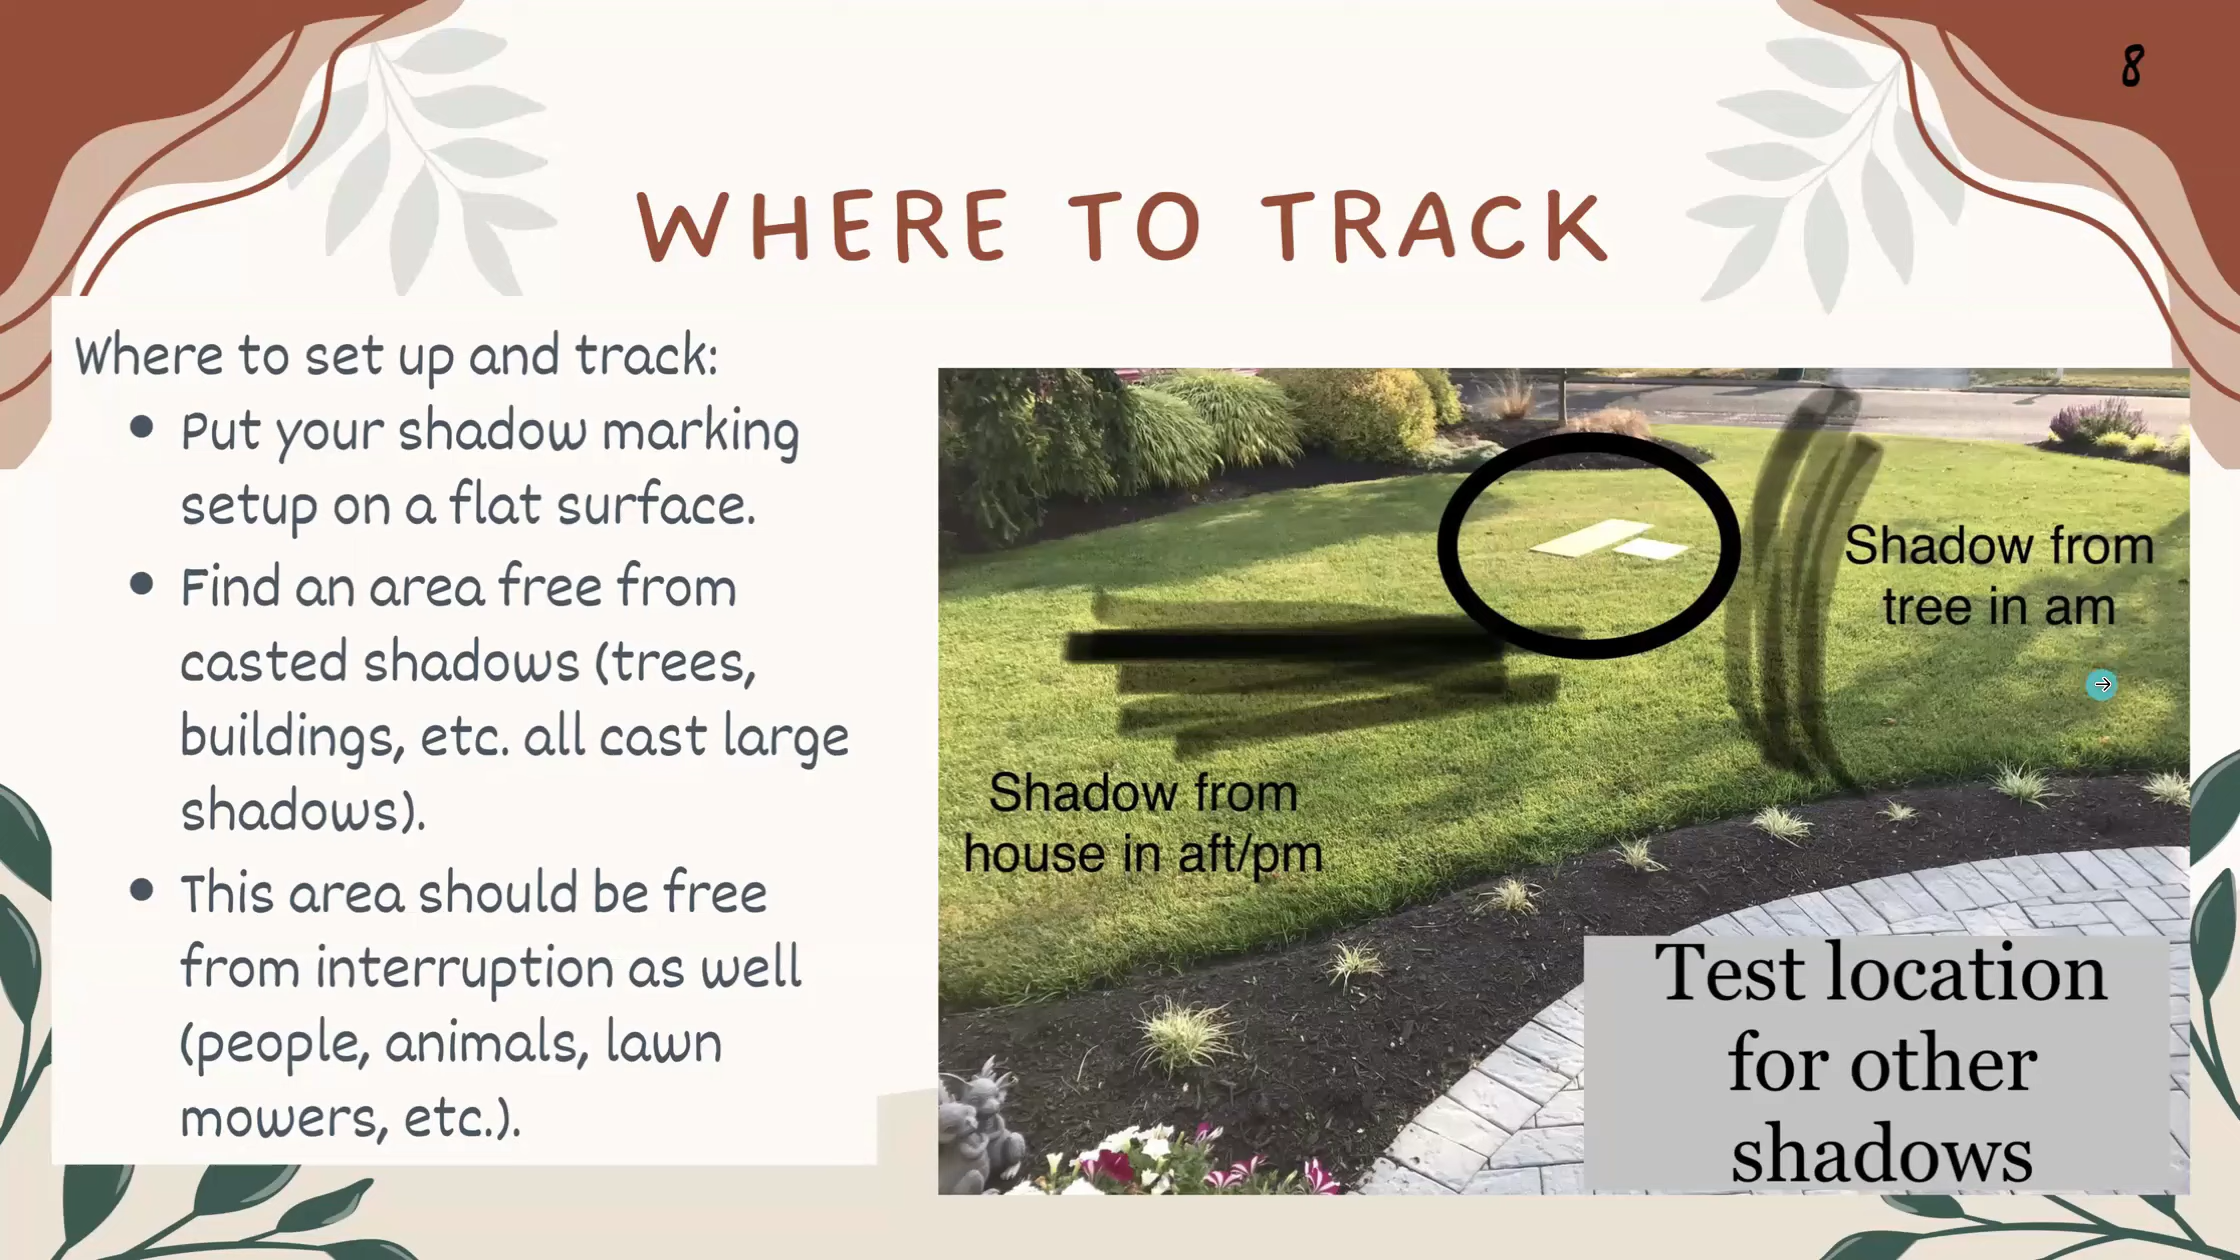 8
WHERE TO TRACK
Where to set up and track:
• Put your shadow marking
setup on a flat surface.
• Find an area free from
casted shadows (trees,
buildings, etc. all cast large
shadows).
• This area should be free
from interruption as well
(people, animals, lawn
mowers, etc.).
Shadow from
tree in am
Shadow from
house in aft/pm
Test location
for other
shadows